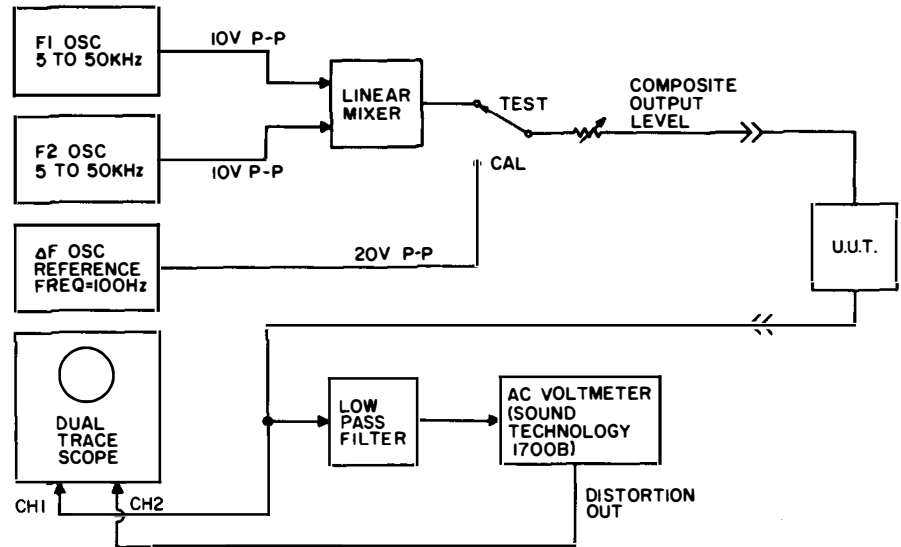 F1 OSC
5 TO 50KHz
10V P-P
LINEAR
MIXER
TEST
COMPOSITE
OUTPUT
LEVEL
F2 OSC
5 TO 50KHz
10V P-P
CAL
ΔF OSC
REFERENCE
FREQ=100Hz
20V P-P
U.U.T.
DUAL
TRACE
SCOPE
LOW
PASS
FILTER
AC VOLTMETER
(SOUND
TECHNOLOGY
1700B)
CH1
CH2
DISTORTION
OUT